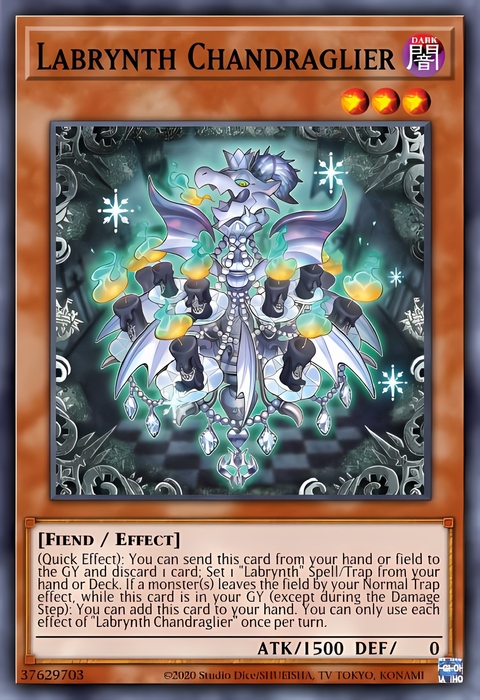 LABRYNTH CHANDRAGLIER
DARK
闇
[FIEND / EFFECT]
(Quick Effect): You can send this card from your hand or field to
the GY and discard 1 card; Set 1 "Labrynth" Spell/Trap from your
hand or Deck. If a monster(s) leaves the field by your Normal Trap
effect, while this card is in your GY (except during the Damage
Step): You can add this card to your hand. You can only use each
effect of "Labrynth Chandraglier" once per turn.
ATK/1500 DEF/ 0
37629703 ©2020 Studio Dice/SHUEISHA, TV TOKYO, KONAMI